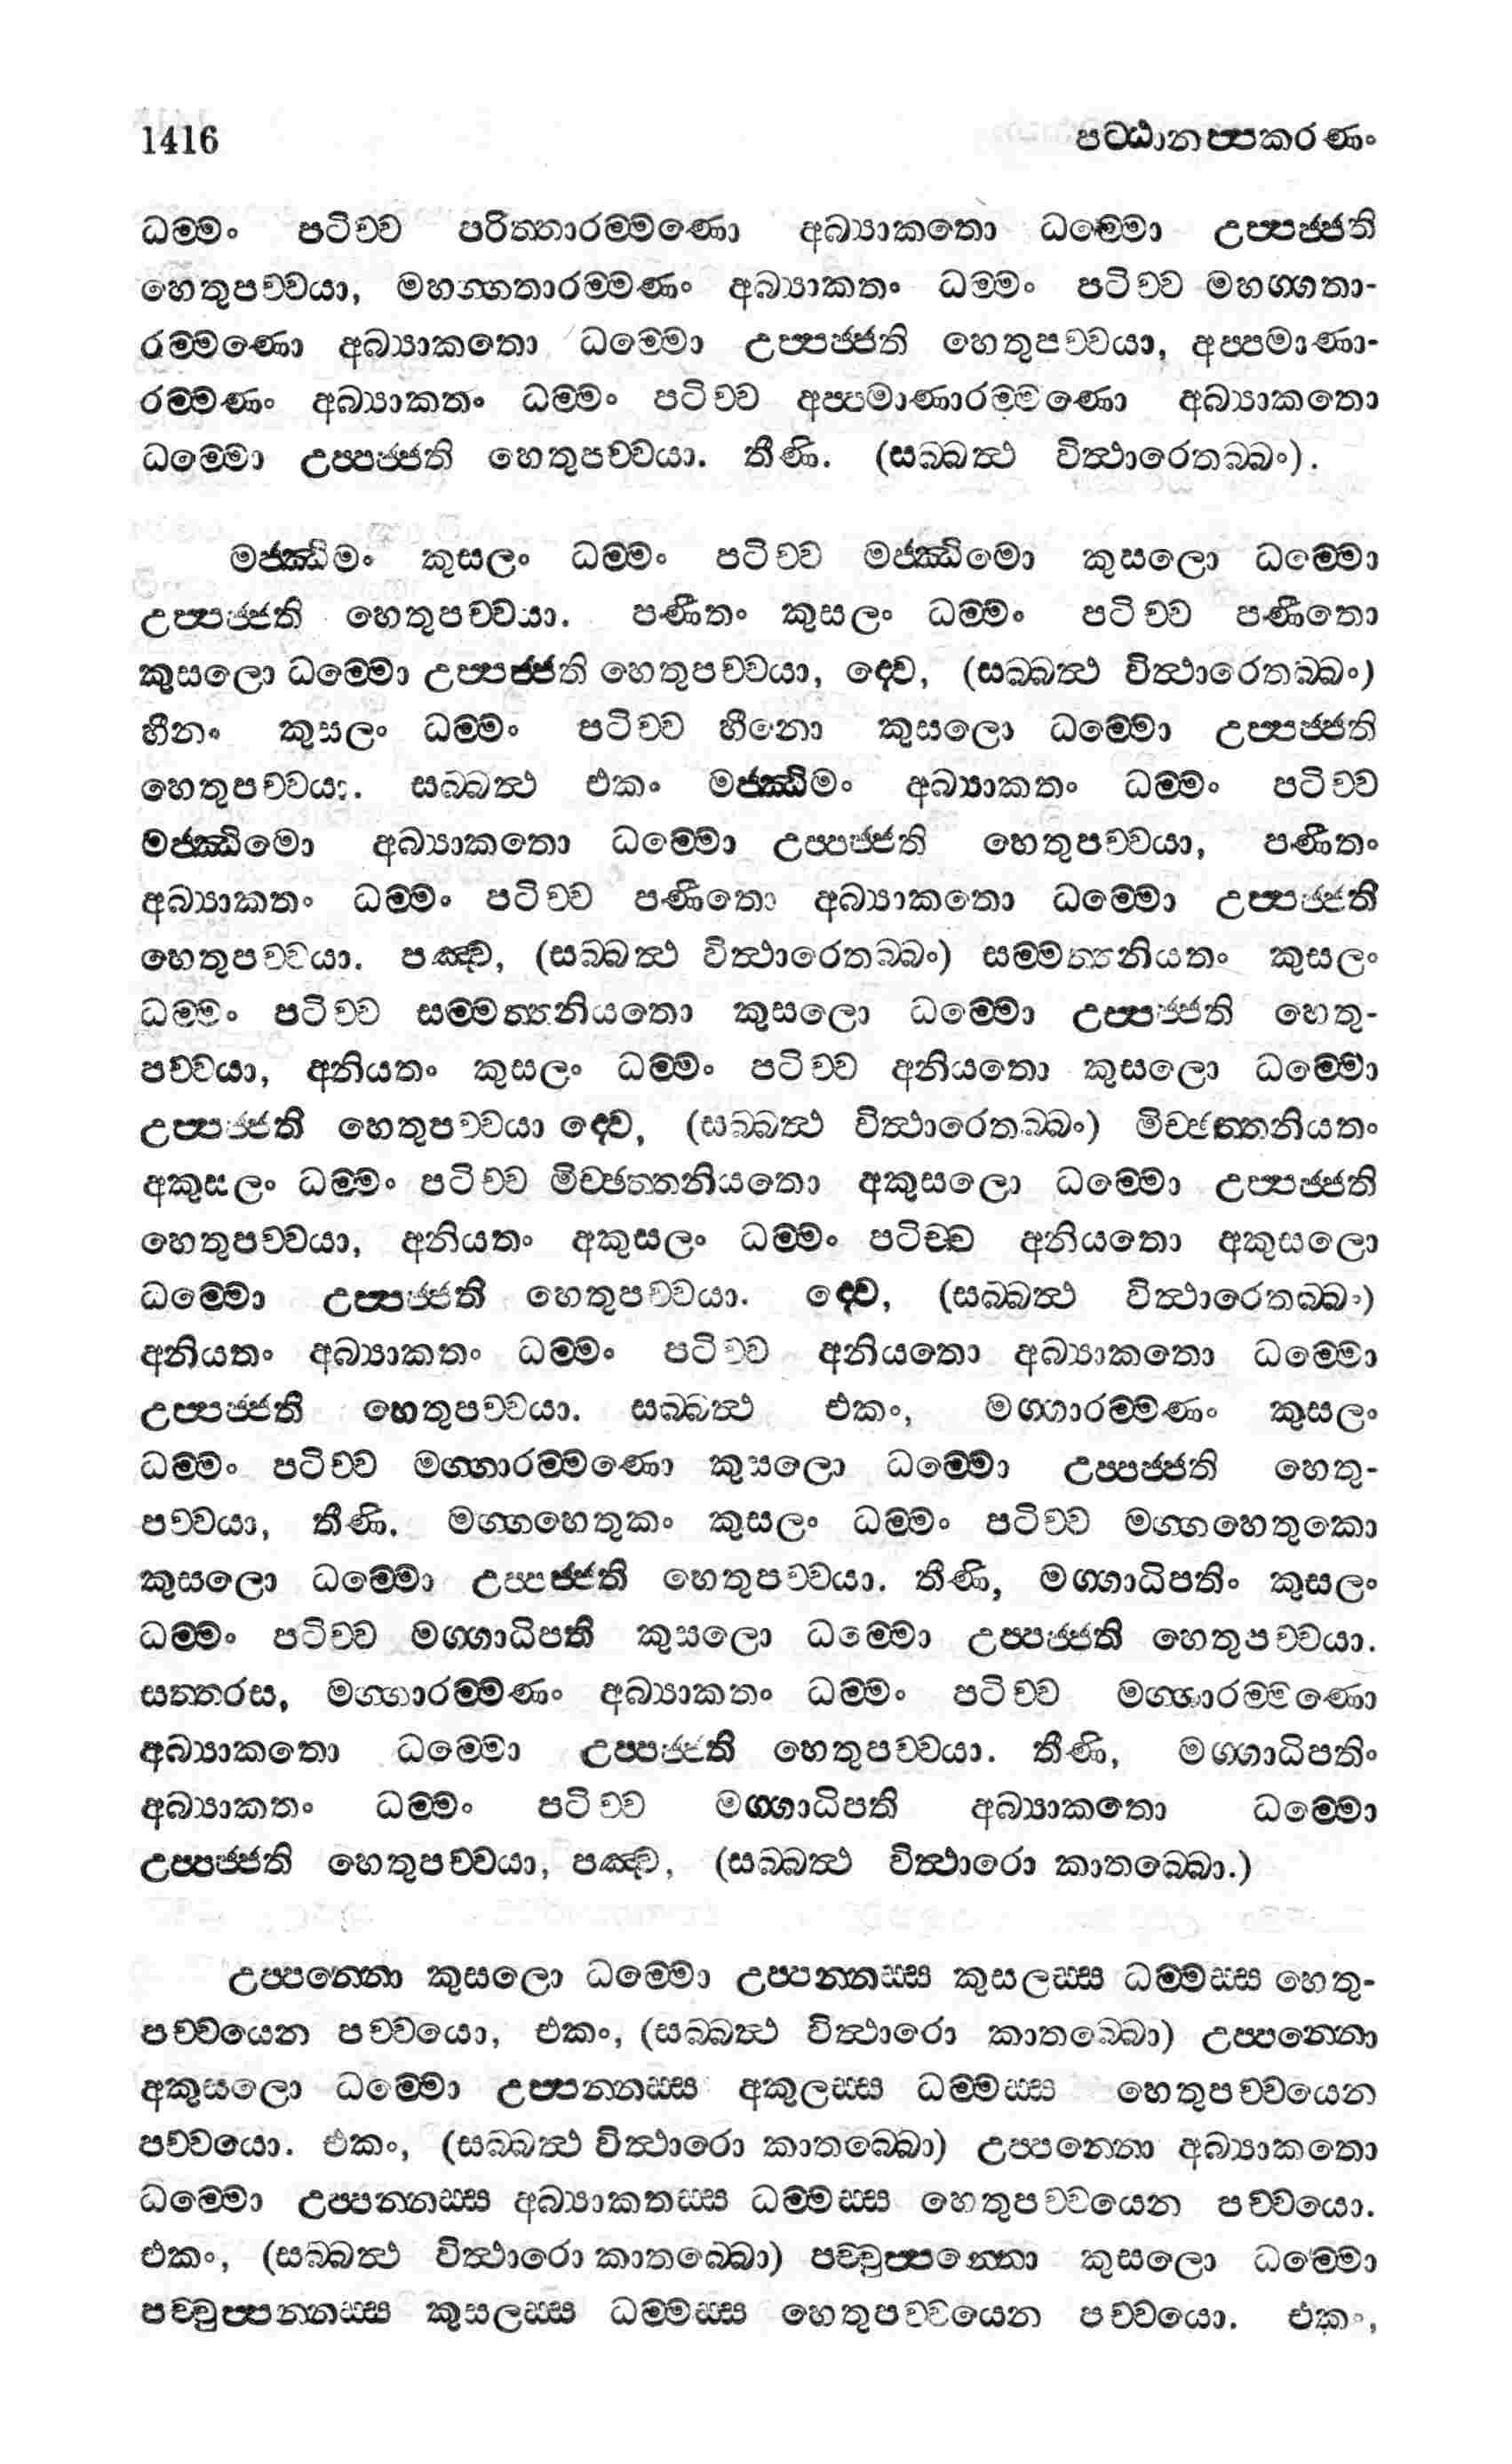 1416 පට්ඨානප්පකරණං
ධම්මං පටිච්ච පරිත්තාරම්මණො අබ්‍යාකතො ධම්මො උප්පජ්ජති
හෙතුපච්චයා, මහග්ගතාරම්මණං අබ්‍යාකතං ධම්මං පටිච්ච මහග්ගතා-
රම්මණො අබ්‍යාකතො ධම්මො උප්පජ්ජති හෙතුපච්චයා, අප්පමාණා-
රම්මණං අබ්‍යාකතං ධම්මං පටිච්ච අප්පමාණාරම්මණො අබ්‍යාකතො
ධම්මො උප්පජ්ජති හෙතුපච්චයා. තීණි. (සබ්බත්ථ විත්ථාරෙතබ්බං).
මජ්ඣිමං කුසලං ධම්මං පටිච්ච මජ්ඣිමො කුසලො ධම්මො
උප්පජ්ජති හෙතුපච්චයා. පණීතං කුසලං ධම්මං පටිච්ච පණීතො
කුසලො ධම්මො උප්පජ්ජති හෙතුපච්චයා, ද්වෙ, (සබ්බත්ථ විත්ථාරෙතබ්බං)
හීනං කුසලං ධම්මං පටිච්ච හීනො කුසලො ධම්මො උප්පජ්ජති
හෙතුපච්චයා. සබ්බත්ථ එකං මජ්ඣිමං අබ්‍යාකතං ධම්මං පටිච්ච
මජ්ඣිමො අබ්‍යාකතො ධම්මො උප්පජ්ජති හෙතුපච්චයා, පණීතං
අබ්‍යාකතං ධම්මං පටිච්ච පණීතො අබ්‍යාකතො ධම්මො උප්පජ්ජති
හෙතුපච්චයා. පඤ්ච, (සබ්බත්ථ විත්ථාරෙතබ්බං) සම්මත්තනියතං කුසලං
ධම්මං පටිච්ච සම්මත්තනියතො කුසලො ධම්මො උප්පජ්ජති හෙතු-
පච්චයා, අනියතං කුසලං ධම්මං පටිච්ච අනියතො කුසලො ධම්මො
උප්පජ්ජති හෙතුපච්චයා ද්වෙ, (සබ්බත්ථ විත්ථාරෙතබ්බං) මිච්ඡත්තනියතං
අකුසලං ධම්මං පටිච්ච මිච්ඡත්තනියතො අකුසලො ධම්මො උප්පජ්ජති
හෙතුපච්චයා, අනියතං අකුසලං ධම්මං පටිච්ච අනියතො අකුසලො
ධම්මො උප්පජ්ජති හෙතුපච්චයා. ද්වෙ, (සබ්බත්ථ විත්ථාරෙතබ්බං)
අනියතං අබ්‍යාකතං ධම්මං පටිච්ච අනියතො අබ්‍යාකතො ධම්මො
උප්පජ්ජති හෙතුපච්චයා. සබ්බත්ථ එකං, මග්ගාරම්මණං කුසලං
ධම්මං පටිච්ච මග්ගාරම්මණො කුසලො ධම්මො උප්පජ්ජති හෙතු-
පච්චයා, තීණි. මග්ගහෙතුකං කුසලං ධම්මං පටිච්ච මග්ගහෙතුකො
කුසලො ධම්මො උප්පජ්ජති හෙතුපච්චයා. තීණි, මග්ගාධිපතිං කුසලං
ධම්මං පටිච්ච මග්ගාධිපති කුසලො ධම්මො උප්පජ්ජති හෙතුපච්චයා.
සත්තරස, මග්ගාරම්මණං අබ්‍යාකතං ධම්මං පටිච්ච මග්ගාරම්මණො
අබ්‍යාකතො ධම්මො උප්පජ්ජති හෙතුපච්චයා. තීණි, මග්ගාධිපතිං
අබ්‍යාකතං ධම්මං පටිච්ච මග්ගාධිපති අබ්‍යාකතො ධම්මො
උප්පජ්ජති හෙතුපච්චයා, පඤ්ච, (සබ්බත්ථ විත්ථාරො කාතබ්බො.)
උප්පන්නො කුසලො ධම්මො උප්පන්නස්ස කුසලස්ස ධම්මස්ස හෙතු-
පච්චයෙන පච්චයො, එකං, (සබ්බත්ථ විත්ථාරො කාතබ්බො) උප්පන්නො
අකුසලො ධම්මො උප්පන්නස්ස අකුලස්ස ධම්මස්ස හෙතුපච්චයෙන
පච්චයො. එකං, (සබ්බත්ථ විත්ථාරො කාතබ්බො) උප්පන්නො අබ්‍යාකතො
ධම්මො උප්පන්නස්ස අබ්‍යාකතස්ස ධම්මස්ස හෙතුපච්චයෙන පච්චයො.
එකං, (සබ්බත්ථ විත්ථාරො කාතබ්බො) පච්චුප්පන්නො කුසලො ධම්මො
පච්චුප්පන්නස්ස කුසලස්ස ධම්මස්ස හෙතුපච්චයෙන පච්චයො. එකං,